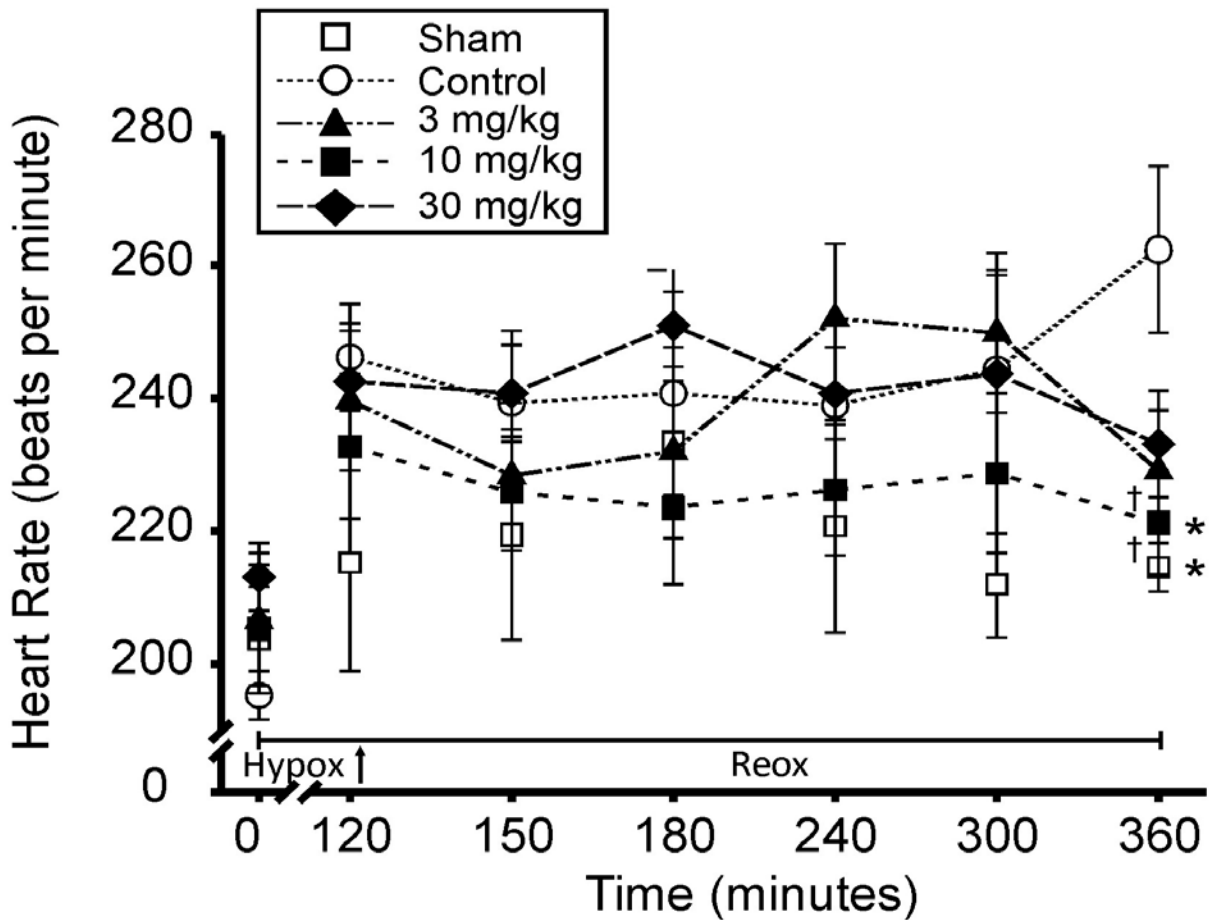 Sham
Control
3 mg/kg
10 mg/kg
30 mg/kg
Heart Rate (beats per minute)
280
260
240
220
200
0
†
*
†
*
Hypox
Reox
0 120 150 180 240 300 360
Time (minutes)